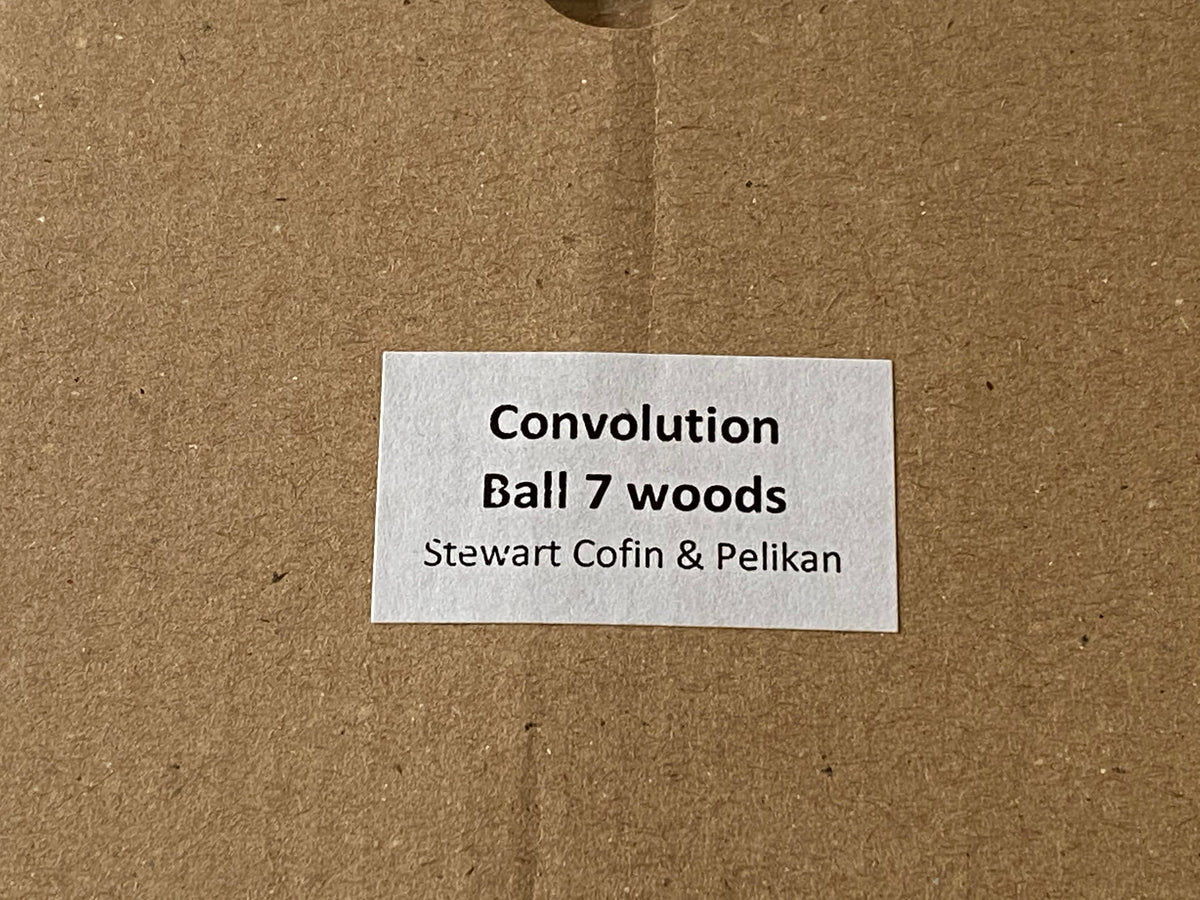 Convolution
Ball 7 woods
Stewart Cofin & Pelikan